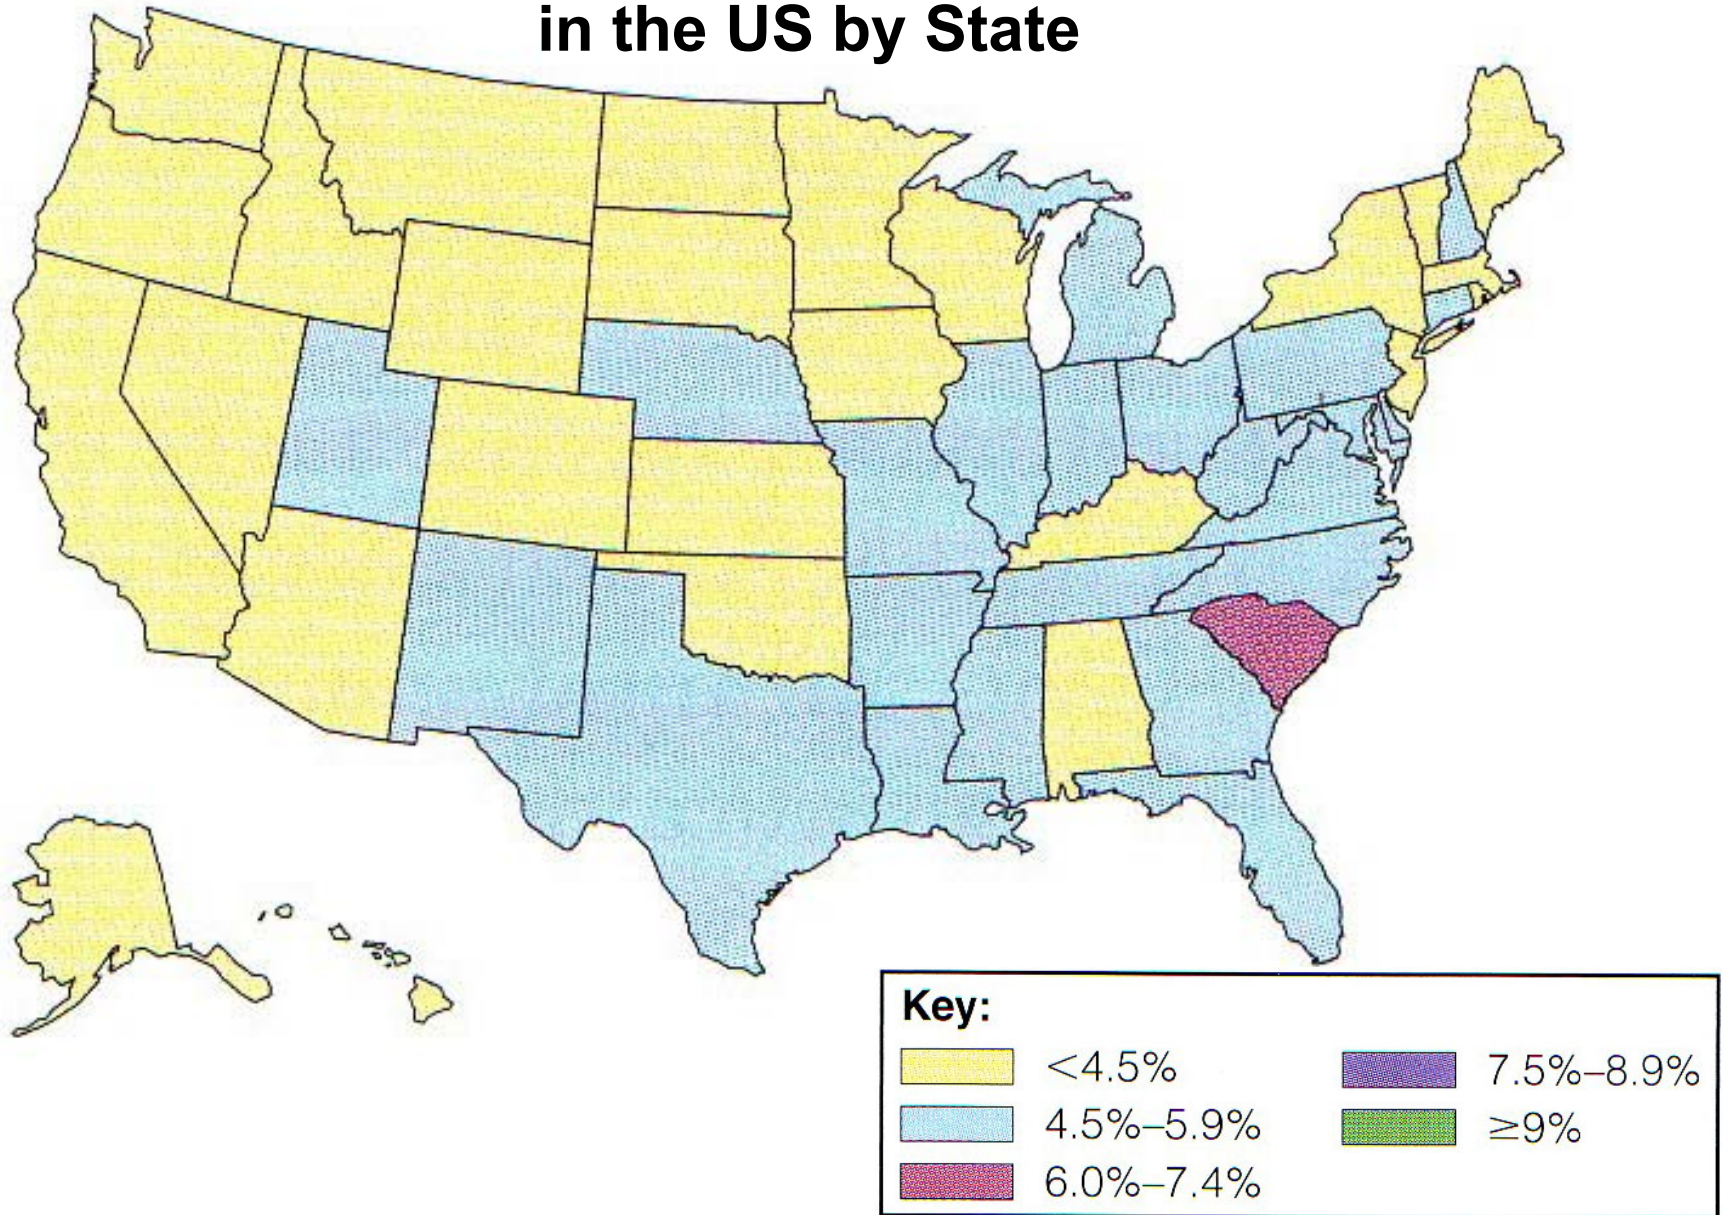 in the US by State
Key:
<4.5%
4.5%–5.9%
6.0%–7.4%
7.5%–8.9%
≥9%